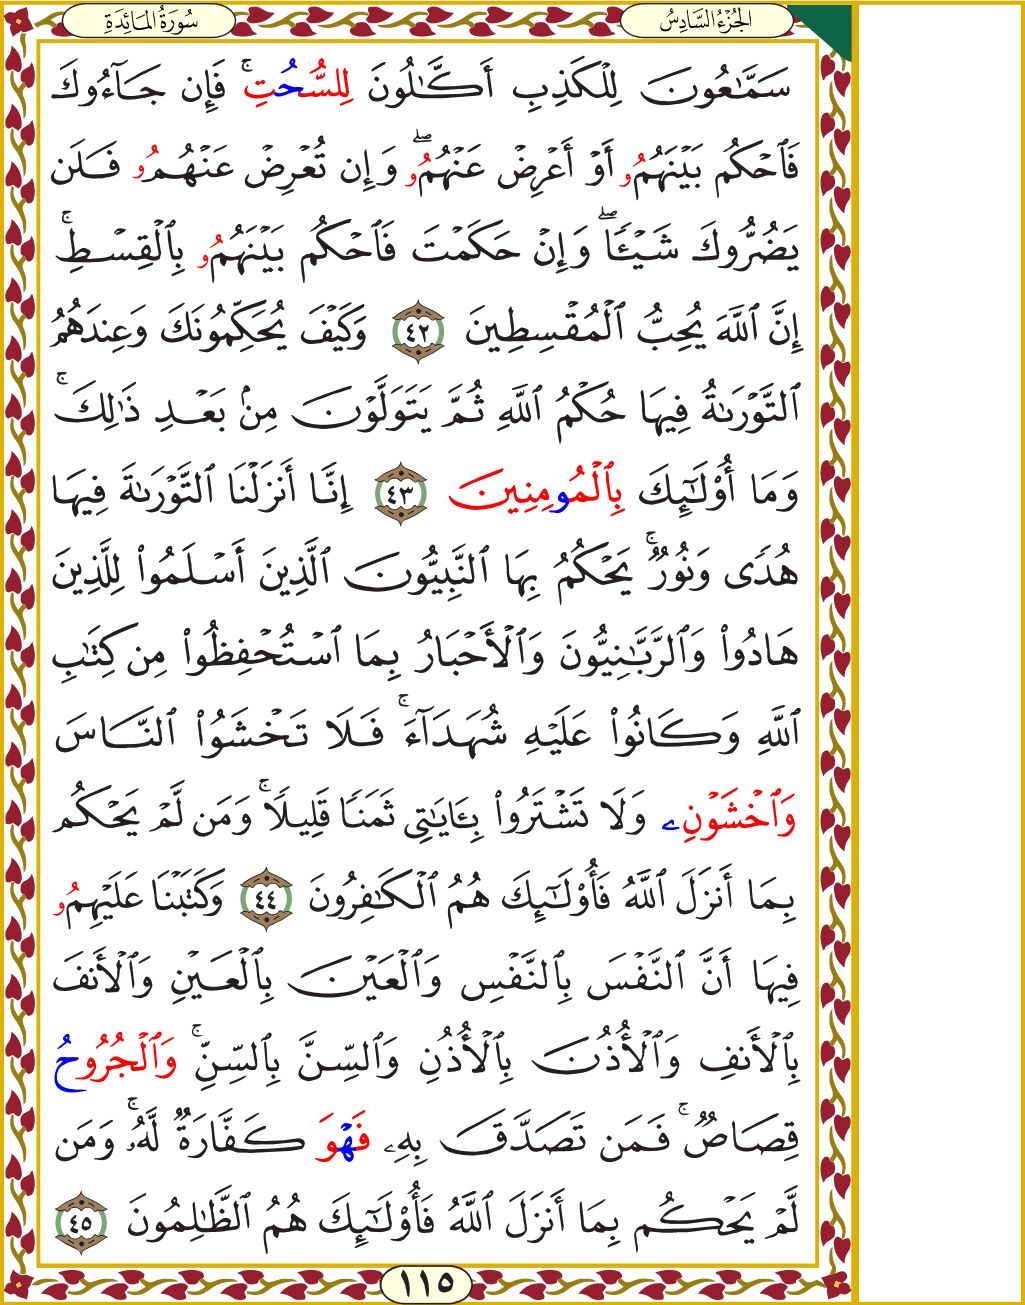 الجُزْءُ السَّادِسُ
سُورَةُ المَائِدَةِ
سَمَّٰعُونَ لِلْكَذِبِ أَكَّٰلُونَ لِلسُّحُتِ ۚ فَإِن جَآءُوكَ
فَٱحْكُم بَيْنَهُمُۥ أَوْ أَعْرِضْ عَنْهُمُۥ ۖ وَإِن تُعْرِضْ عَنْهُمُۥ فَلَن
يَضُرُّوكَ شَيْـًٔا ۖ وَإِنْ حَكَمْتَ فَٱحْكُم بَيْنَهُمُۥ بِٱلْقِسْطِ ۚ
إِنَّ ٱللَّهَ يُحِبُّ ٱلْمُقْسِطِينَ ٤٢ وَكَيْفَ يُحَكِّمُونَكَ وَعِندَهُمُ
ٱلتَّوْرَىٰةُ فِيهَا حُكْمُ ٱللَّهِ ثُمَّ يَتَوَلَّوْنَ مِنۢ بَعْدِ ذَٰلِكَ ۚ
وَمَا أُوْلَٰٓئِكَ بِٱلْمُومِنِينَ ٤٣ إِنَّا أَنزَلْنَا ٱلتَّوْرَىٰةَ فِيهَا
هُدًى وَنُورٌ ۚ يَحْكُمُ بِهَا ٱلنَّبِيُّونَ ٱلَّذِينَ أَسْلَمُواْ لِلَّذِينَ
هَادُواْ وَٱلرَّبَّٰنِيُّونَ وَٱلْأَحْبَارُ بِمَا ٱسْتُحْفِظُواْ مِن كِتَٰبِ
ٱللَّهِ وَكَانُواْ عَلَيْهِ شُهَدَآءَ ۚ فَلَا تَخْشَوُاْ ٱلنَّاسَ
وَٱخْشَوْنِۦ وَلَا تَشْتَرُواْ بِـَٔايَٰتِى ثَمَنًا قَلِيلًا ۚ وَمَن لَّمْ يَحْكُم
بِمَا أَنزَلَ ٱللَّهُ فَأُوْلَٰٓئِكَ هُمُ ٱلْكَٰفِرُونَ ٤٤ وَكَتَبْنَا عَلَيْهِمُۥ
فِيهَا أَنَّ ٱلنَّفْسَ بِٱلنَّفْسِ وَٱلْعَيْنَ بِٱلْعَيْنِ وَٱلْأَنفَ
بِٱلْأَنفِ وَٱلْأُذُنَ بِٱلْأُذُنِ وَٱلسِّنَّ بِٱلسِّنِّ ۚ وَٱلْجُرُوحُ
قِصَاصٌ ۚ فَمَن تَصَدَّقَ بِهِۦ فَهْوَ كَفَّارَةٌ لَّهُۥ ۚ وَمَن
لَّمْ يَحْكُم بِمَا أَنزَلَ ٱللَّهُ فَأُوْلَٰٓئِكَ هُمُ ٱلظَّٰلِمُونَ ٤٥
١١٥